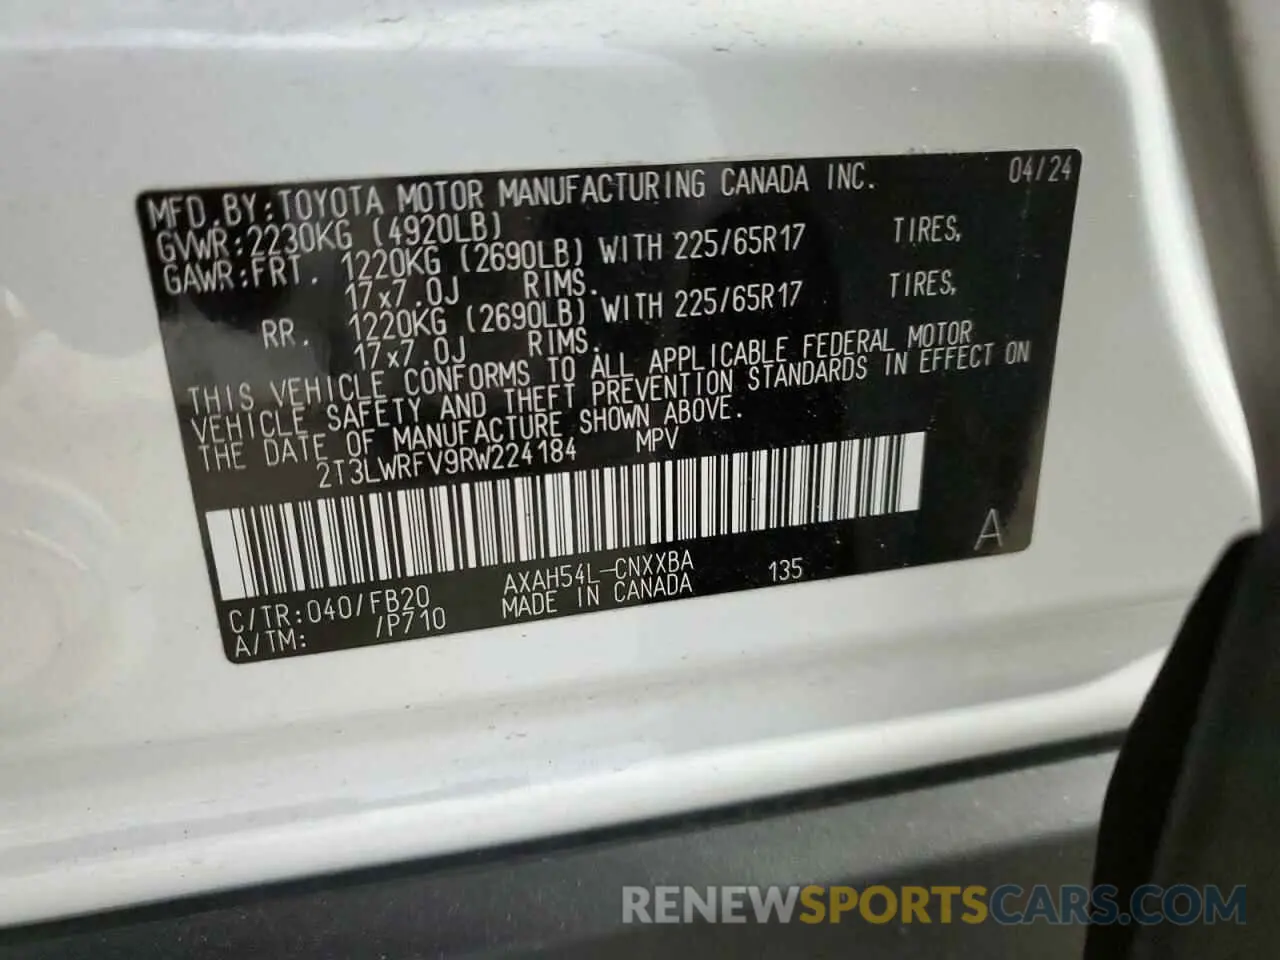 MFD.BY:TOYOTA MOTOR MANUFACTURING CANADA INC. 04/24
GVWR:2230KG (4920LB)
GAWR:FRT. 1220KG (2690LB) WITH 225/65R17 TIRES,
17x7.0J RIMS.
RR. 1220KG (2690LB) WITH 225/65R17 TIRES,
17x7.0J RIMS.
THIS VEHICLE CONFORMS TO ALL APPLICABLE FEDERAL MOTOR
VEHICLE SAFETY AND THEFT PREVENTION STANDARDS IN EFFECT ON
THE DATE OF MANUFACTURE SHOWN ABOVE.
2T3LWRFV9RW224184 MPV
A
C/TR:040/FB20 AXAH54L-CNXXBA 135
A/TM: /P710 MADE IN CANADA
RENEWSPORTSCARS.COM